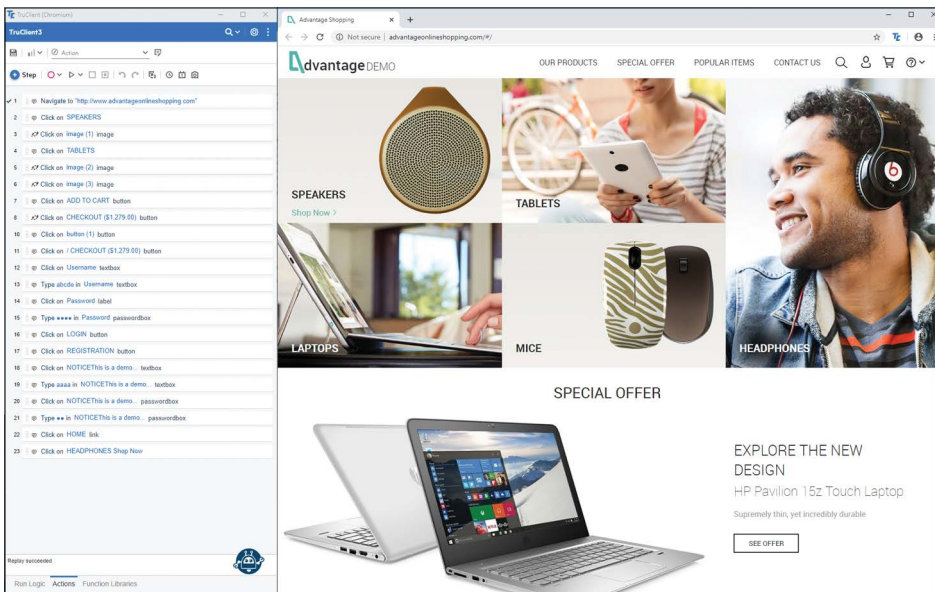 TruClient (Chromium)
TruClient3
Action
Step
1 Navigate to "http://www.advantageonlineshopping.com"
2 Click on SPEAKERS
3 Click on image (1) image
4 Click on TABLETS
5 Click on image (2) image
6 Click on image (3) image
7 Click on ADD TO CART button
8 Click on CHECKOUT ($1,279.00) button
10 Click on button (1) button
11 Click on / CHECKOUT ($1,279.00) button
12 Click on Username textbox
13 Type abcde in Username textbox
14 Click on Password label
15 Type •••• in Password passwordbox
16 Click on LOGIN button
17 Click on REGISTRATION button
18 Click on NOTICEThis is a demo... textbox
19 Type aaaa in NOTICEThis is a demo... textbox
20 Click on NOTICEThis is a demo... passwordbox
21 Type •• in NOTICEThis is a demo... passwordbox
22 Click on HOME link
23 Click on HEADPHONES Shop Now
Replay succeeded
Run Logic Actions Function Libraries
Advantage Shopping
Not secure | advantageonlineshopping.com/#/
dvantage DEMO
OUR PRODUCTS SPECIAL OFFER POPULAR ITEMS CONTACT US
SPEAKERS
Shop Now >
TABLETS
LAPTOPS
MICE
HEADPHONES
SPECIAL OFFER
EXPLORE THE NEW
DESIGN
HP Pavilion 15z Touch Laptop
Supremely thin, yet incredibly durable
SEE OFFER